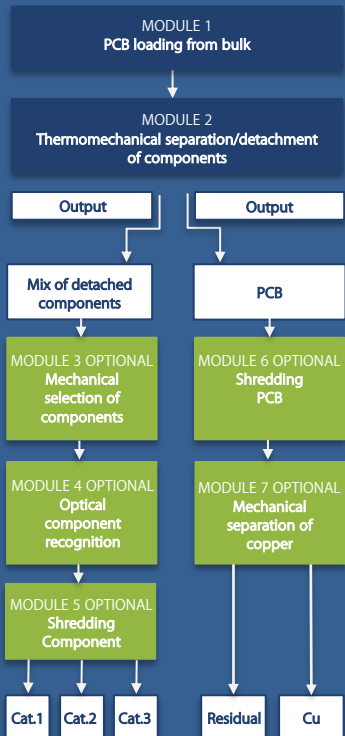 MODULE 1
PCB loading from bulk
MODULE 2
Thermomechanical separation/detachment
of components
Output
Output
Mix of detached
components
PCB
MODULE 3 OPTIONAL
Mechanical
selection of
components
MODULE 6 OPTIONAL
Shredding
PCB
MODULE 4 OPTIONAL
Optical
component
recognition
MODULE 7 OPTIONAL
Mechanical
separation of
copper
MODULE 5 OPTIONAL
Shredding
Component
Cat.1
Cat.2
Cat.3
Residual
Cu